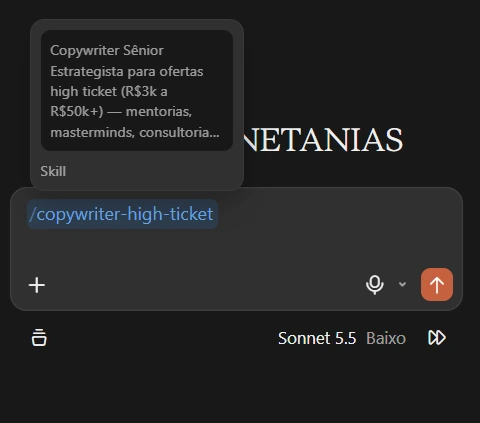 Copywriter Sênior
Estrategista para ofertas
high ticket (R$3k a
R$50k+) — mentorias,
masterminds, consultoria...
Skill
NETANIAS
/copywriter-high-ticket
Sonnet 5.5 Baixo